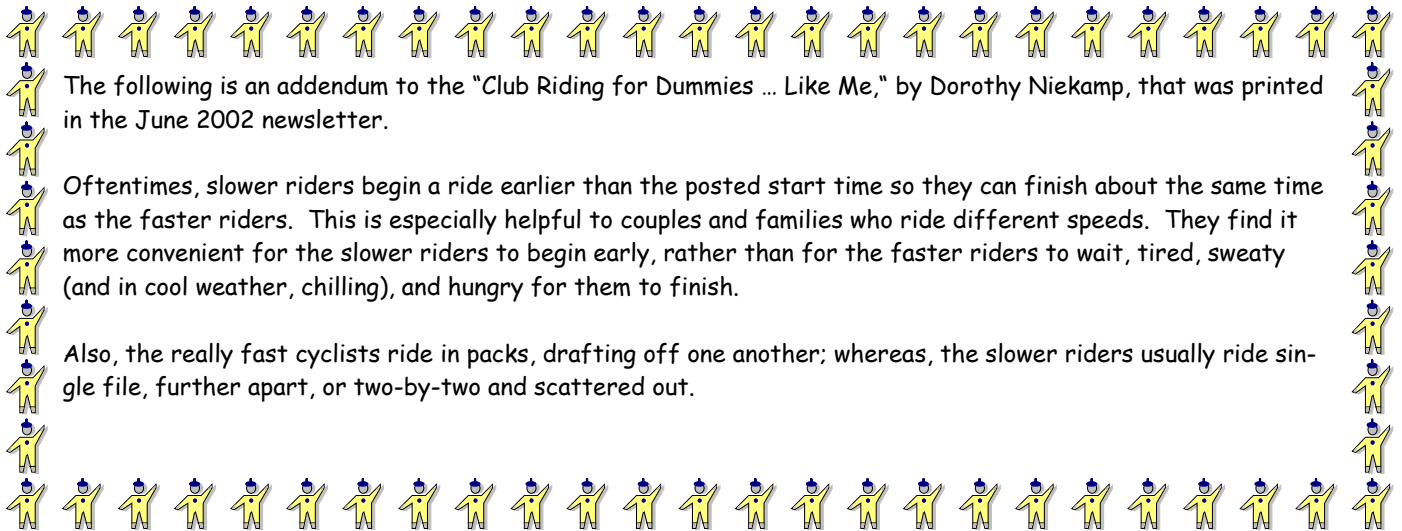 The following is an addendum to the “Club Riding for Dummies ... Like Me,“ by Dorothy Niekamp, that was printed
in the June 2002 newsletter.
Oftentimes, slower riders begin a ride earlier than the posted start time so they can finish about the same time
as the faster riders.  This is especially helpful to couples and families who ride different speeds.  They find it
more convenient for the slower riders to begin early, rather than for the faster riders to wait, tired, sweaty
(and in cool weather, chilling), and hungry for them to finish.
Also, the really fast cyclists ride in packs, drafting off one another; whereas, the slower riders usually ride sin-
gle file, further apart, or two-by-two and scattered out.